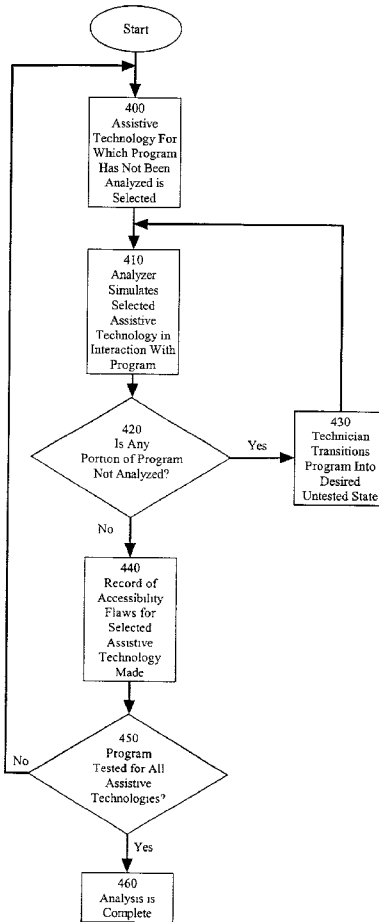 Start
400
Assistive
Technology For
Which Program
Has Not Been
Analyzed is
Selected
410
Analyzer
Simulates
Selected
Assistive
Technology in
Interaction With
Program
420
Is Any
Portion of Program
Not Analyzed?
Yes
430
Technician
Transitions
Program Into
Desired
Untested State
No
440
Record of
Accessibility
Flaws for
Selected
Assistive
Technology
Made
450
Program
Tested for All
Assistive
Technologies?
No
Yes
460
Analysis is
Complete